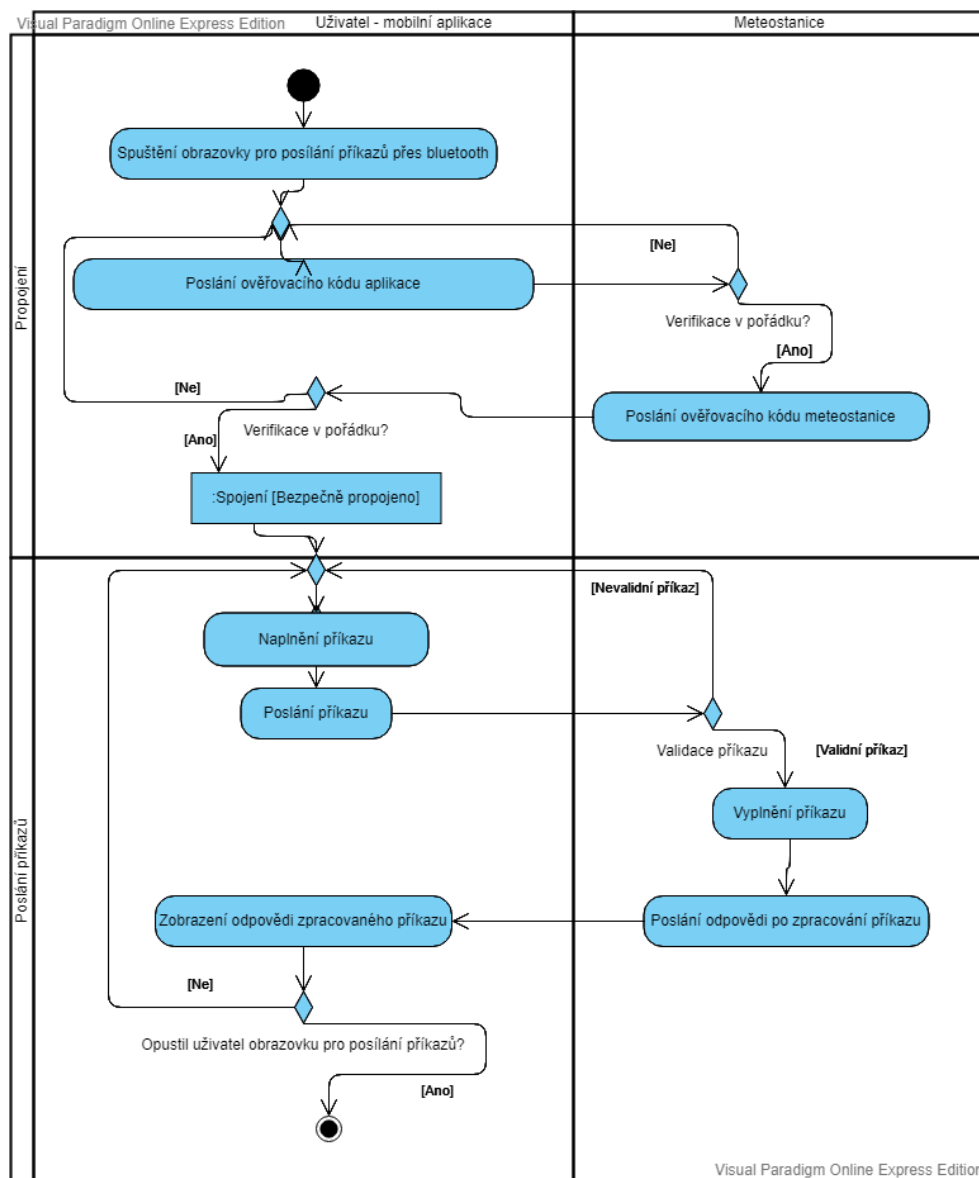 Visual Paradigm Online Express Edition
Uživatel - mobilní aplikace
Meteostanice
Propojení
Spuštění obrazovky pro posílání příkazů přes bluetooth
[Ne]
Poslání ověřovacího kódu aplikace
Verifikace v pořádku?
[Ano]
[Ne]
Poslání ověřovacího kódu meteostanice
[Ano]
Verifikace v pořádku?
:Spojení [Bezpečně propojeno]
Poslání příkazů
[Nevalidní příkaz]
Naplnění příkazu
Poslání příkazu
Validace příkazu
[Validní příkaz]
Vyplnění příkazu
Zobrazení odpovědi zpracovaného příkazu
Poslání odpovědi po zpracování příkazu
[Ne]
Opustil uživatel obrazovku pro posílání příkazů?
[Ano]
Visual Paradigm Online Express Edition